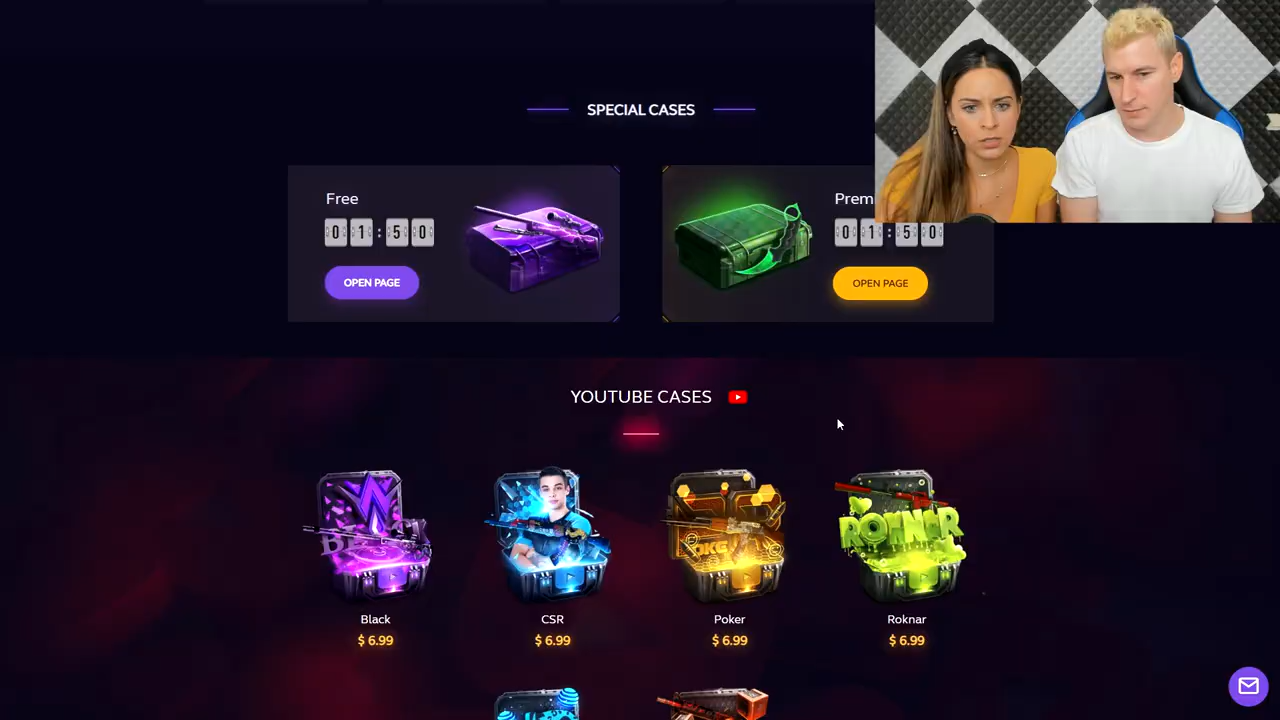 SPECIAL CASES
Free
01:50
OPEN PAGE
Prem
01:50
OPEN PAGE
YOUTUBE CASES
ROKNAR
Black
$ 6.99
CSR
$ 6.99
Poker
$ 6.99
Roknar
$ 6.99